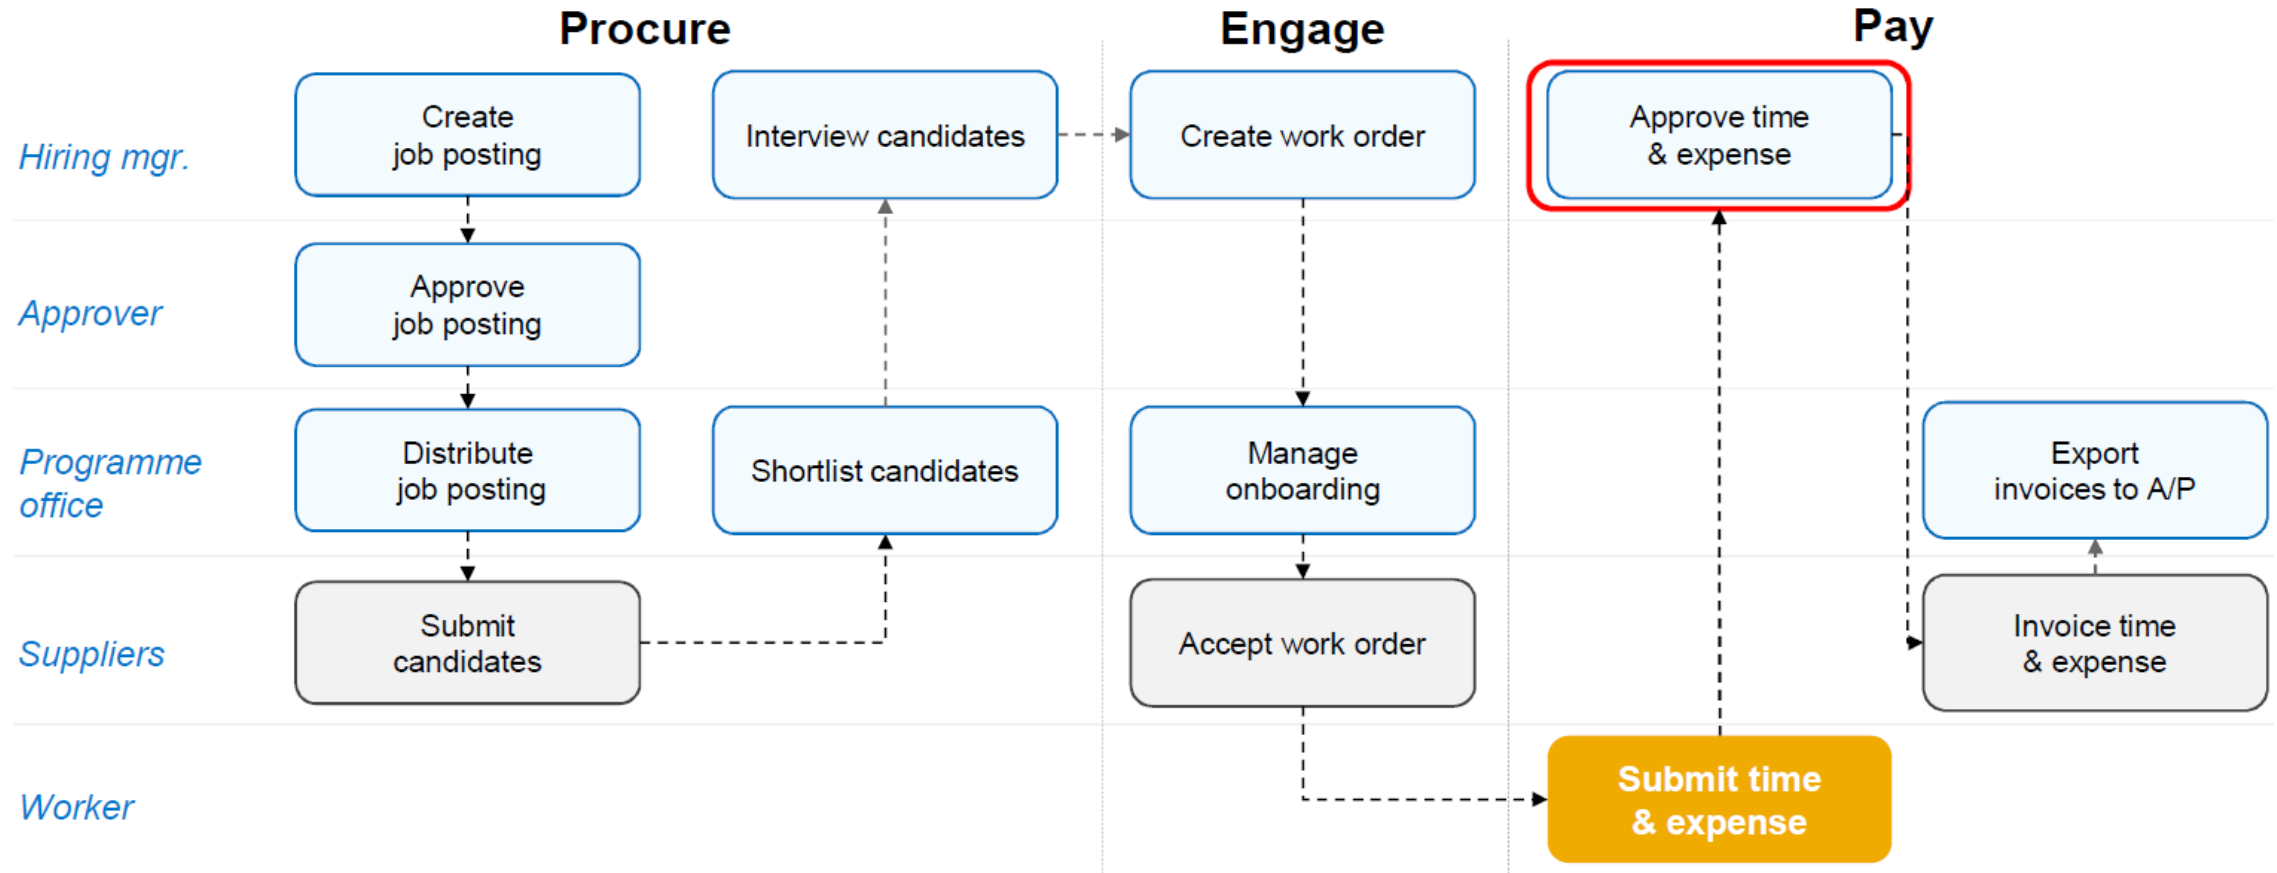 Procure
Engage
Pay
Hiring mgr.
Create
job posting
Interview candidates
Create work order
Approve time
& expense
Approver
Approve
job posting
Programme
office
Distribute
job posting
Shortlist candidates
Manage
onboarding
Export
invoices to A/P
Suppliers
Submit
candidates
Accept work order
Invoice time
& expense
Worker
Submit time
& expense